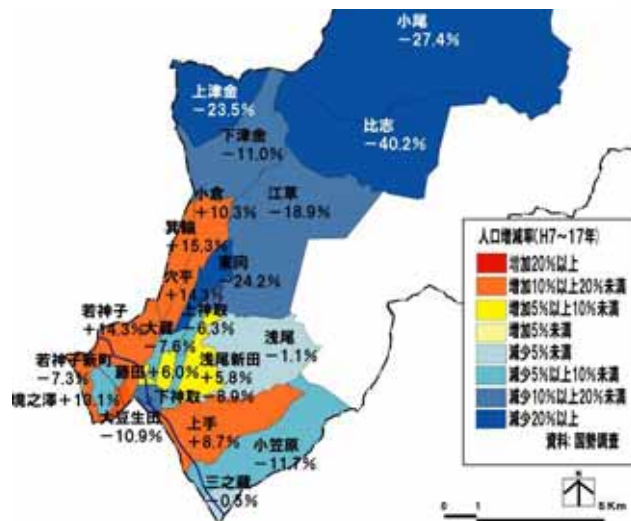 小尾
−27.4%
上津金
−23.5%
比志
−40.2%
下津金
−11.0%
小倉
+10.3%
江草
−18.9%
箕輪
+15.3%
東向
−24.2%
穴平
+14.3%
若神子
+14.3%
大蔵
−7.6%
上神取
−6.3%
浅尾
−1.1%
若神子新町
−7.3%
藤田
+6.0%
浅尾新田
+5.8%
境之澤+13.1%
下神取−8.9%
大豆生田
−10.9%
上手
+8.7%
小笠原
−11.7%
三之蔵
−0.5%
人口増減率(H7~17年)
増加20%以上
増加10%以上20%未満
増加5%以上10%未満
増加5%未満
減少5%未満
減少5%以上10%未満
減少10%以上20%未満
減少20%以上
資料:国勢調査
N
0 1 5Km